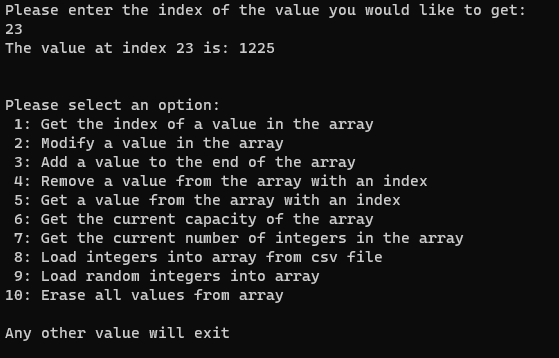 Please enter the index of the value you would like to get:
23
The value at index 23 is: 1225
Please select an option:
1: Get the index of a value in the array
2: Modify a value in the array
3: Add a value to the end of the array
4: Remove a value from the array with an index
5: Get a value from the array with an index
6: Get the current capacity of the array
7: Get the current number of integers in the array
8: Load integers into array from csv file
9: Load random integers into array
10: Erase all values from array
Any other value will exit